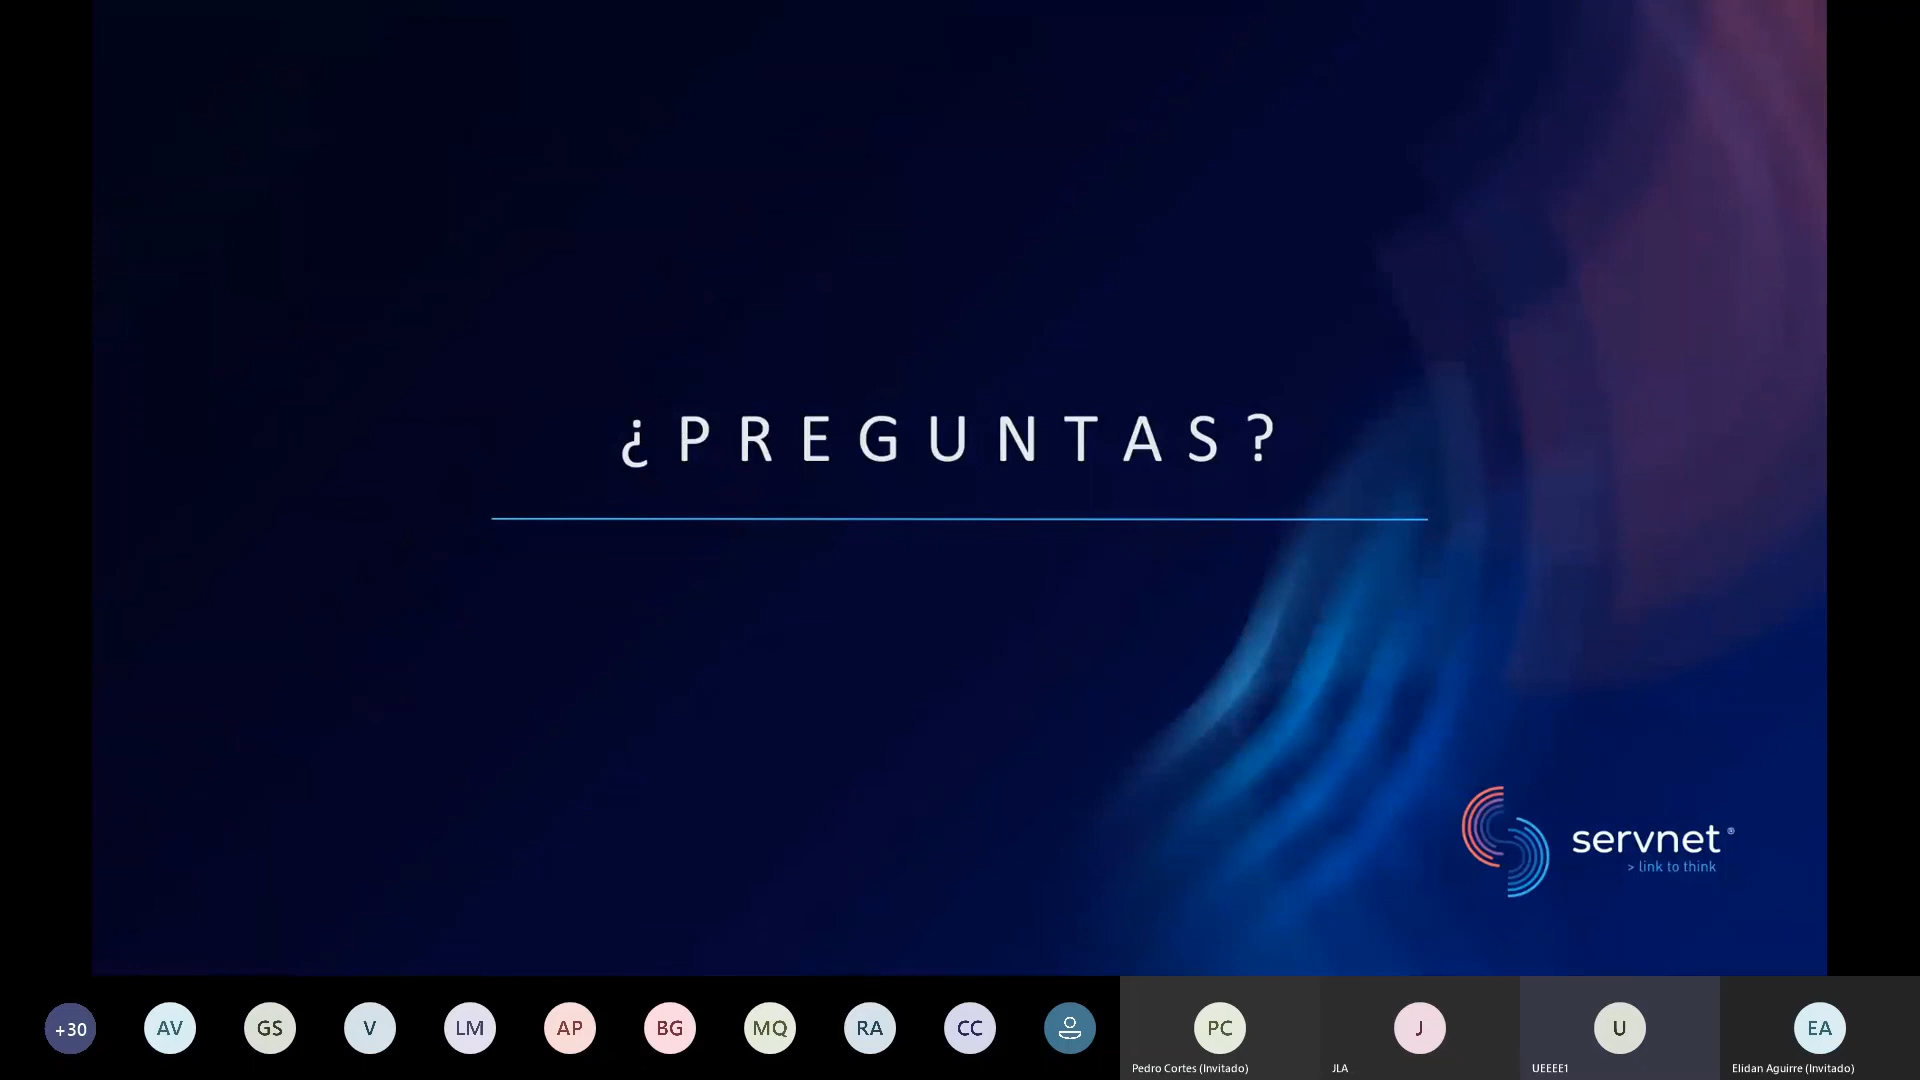 ¿PREGUNTAS?
servnet®
> link to think
+30
AV
GS
V
LM
AP
BG
MQ
RA
CC
PC
J
U
EA
Pedro Cortes (Invitado)
JLA
UEEEE1
Elidan Aguirre (Invitado)